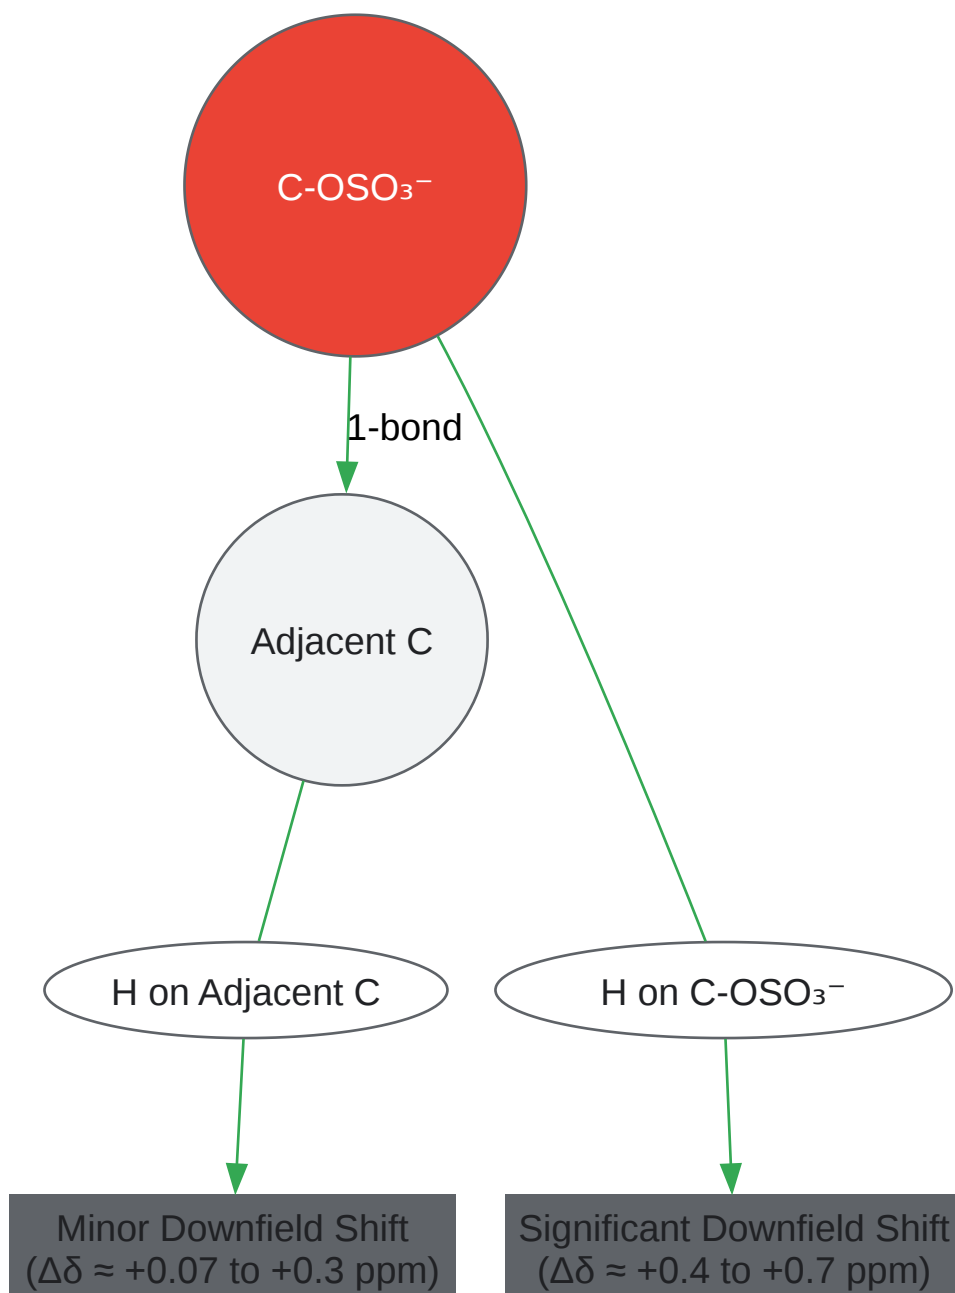 C-OSO₃⁻
1-bond
Adjacent C
H on Adjacent C
H on C-OSO₃⁻
Minor Downfield Shift
(Δδ ≈ +0.07 to +0.3 ppm)
Significant Downfield Shift
(Δδ ≈ +0.4 to +0.7 ppm)